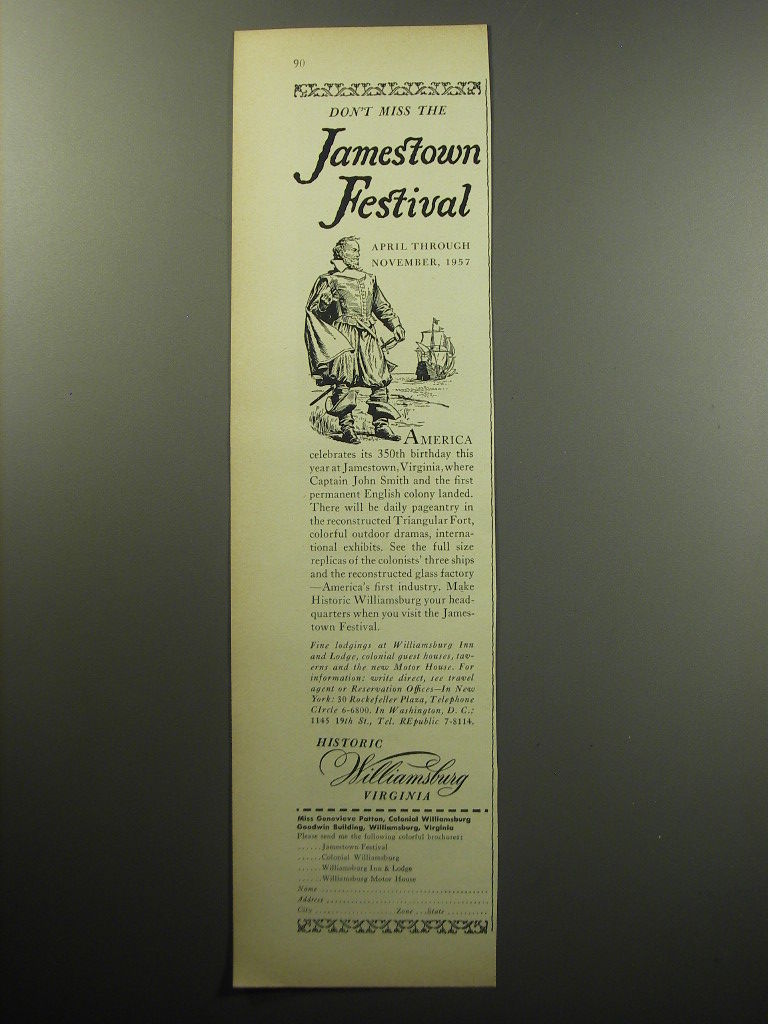 90
DON'T MISS THE
Jamestown
Festival
APRIL THROUGH
NOVEMBER, 1957
AMERICA
celebrates its 350th birthday this
year at Jamestown, Virginia, where
Captain John Smith and the first
permanent English colony landed.
There will be daily pageantry in
the reconstructed Triangular Fort,
colorful outdoor dramas, interna-
tional exhibits. See the full size
replicas of the colonists' three ships
and the reconstructed glass factory
—America's first industry. Make
Historic Williamsburg your head-
quarters when you visit the James-
town Festival.
Fine lodgings at Williamsburg Inn
and Lodge, colonial guest houses, tav-
erns and the new Motor House. For
information: write direct, see travel
agent or Reservation Offices—In New
York: 30 Rockefeller Plaza, Telephone
CIrcle 6-6800. In Washington, D. C.:
1145 19th St., Tel. REpublic 7-8114.
HISTORIC
Williamsburg
VIRGINIA
Miss Genevieve Patton, Colonial Williamsburg
Goodwin Building, Williamsburg, Virginia
Please send me the following colorful brochures:
......Jamestown Festival
......Colonial Williamsburg
......Williamsburg Inn & Lodge
......Williamsburg Motor House
Name ..........................................
Address ........................................
City .................... Zone ...State ..........